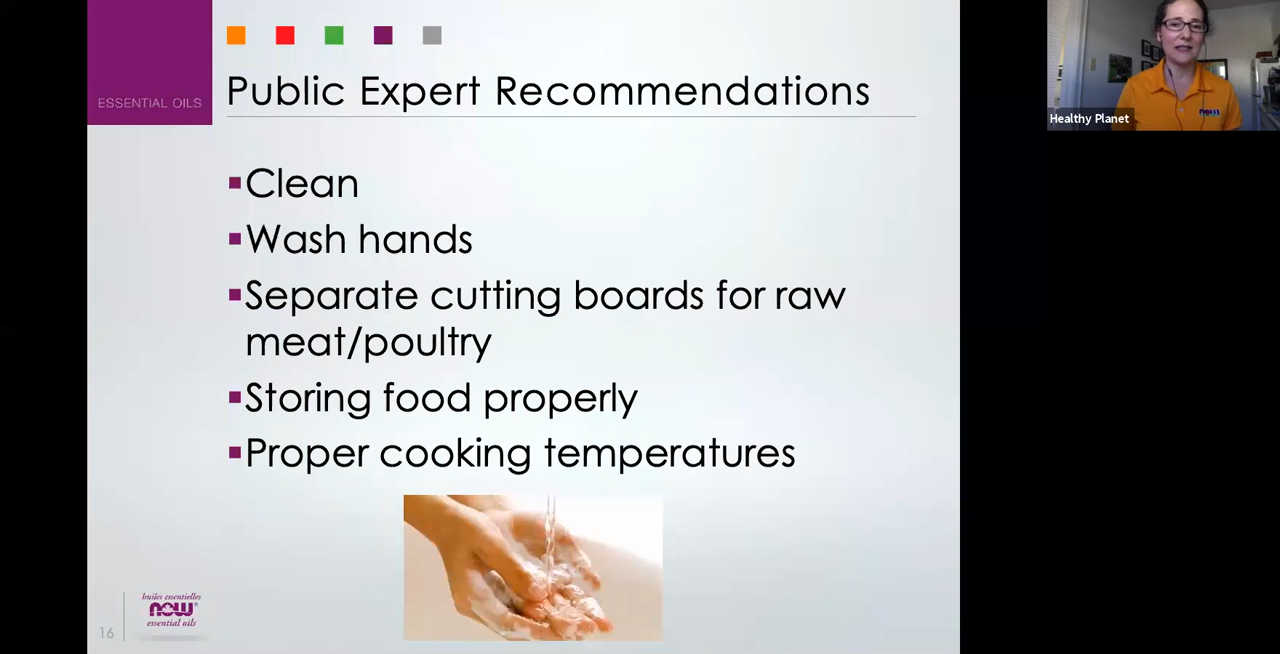 ESSENTIAL OILS
Public Expert Recommendations
Clean
Wash hands
Separate cutting boards for raw
meat/poultry
Storing food properly
Proper cooking temperatures
16
huiles essentielles
now®
essential oils
Healthy Planet
now